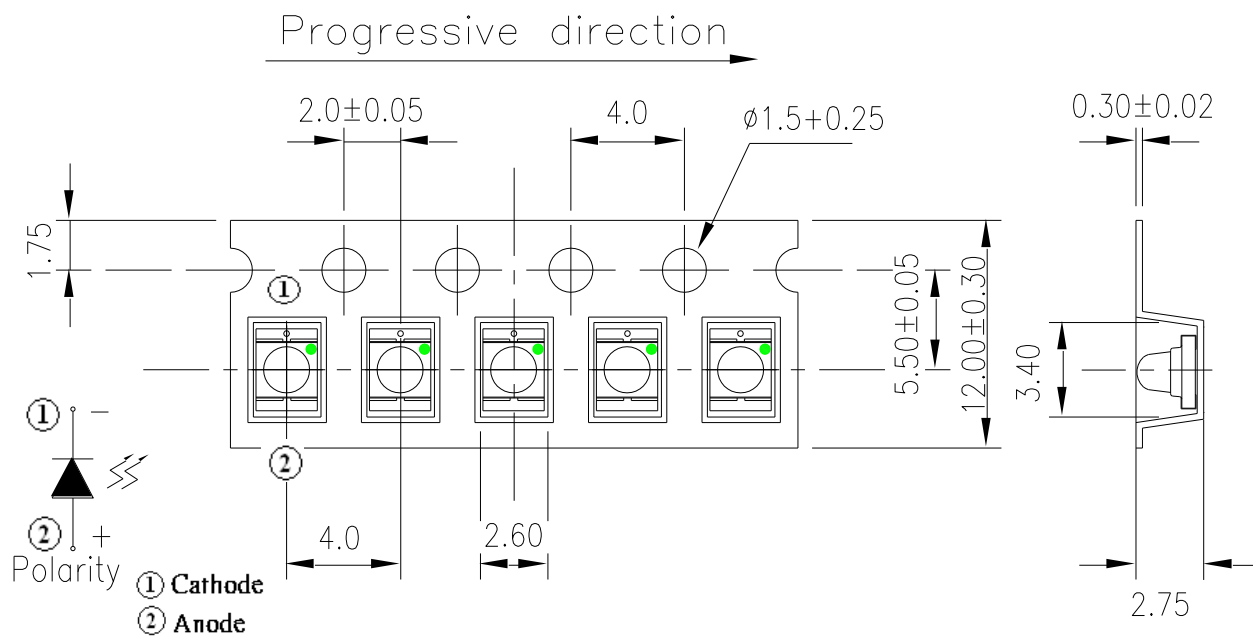 Progressive direction
2.0±0.05
4.0
ø1.5+0.25
0.30±0.02
1.75
①
5.50±0.05
12.00±0.30
3.40
① −
②
② +
Polarity
4.0
2.60
2.75
① Cathode
② Anode